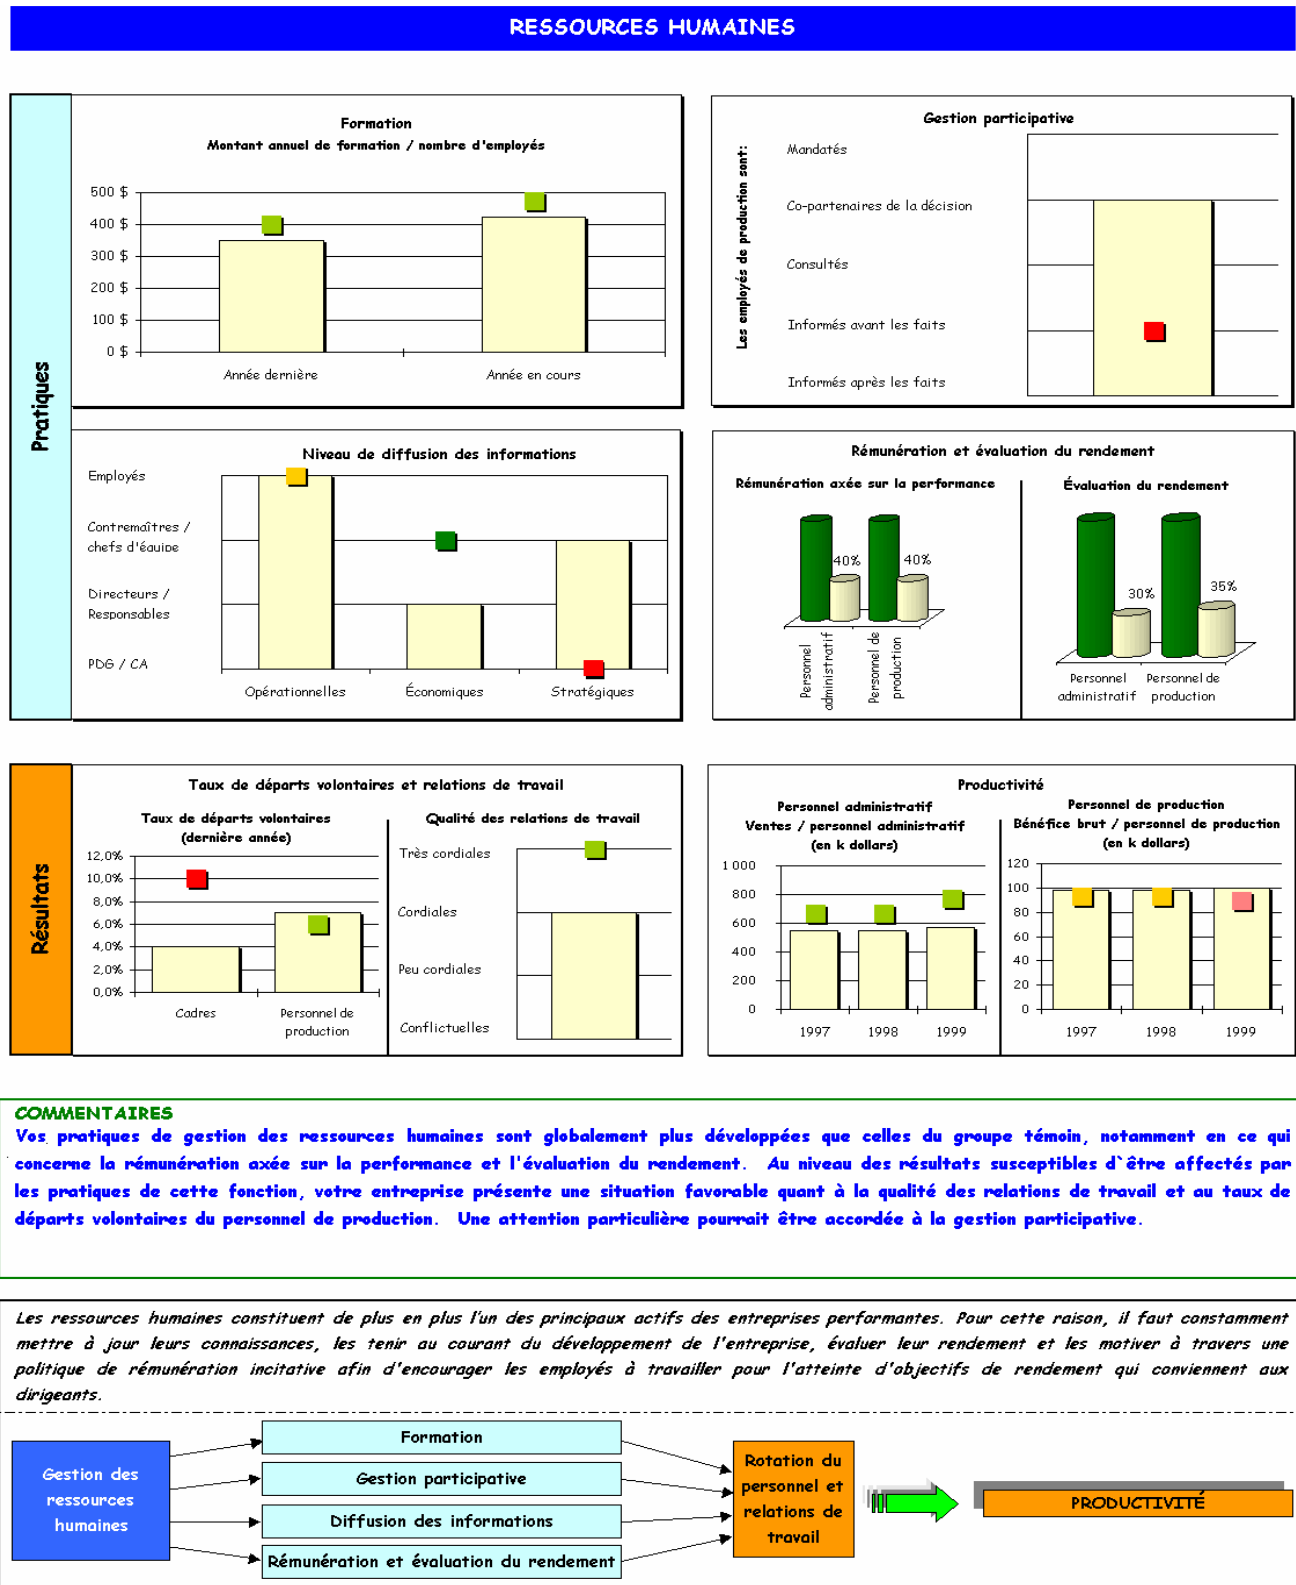 RESSOURCES HUMAINES
Pratiques
Formation
Montant annuel de formation / nombre d'employés
500 $
400 $
300 $
200 $
100 $
0 $
Année dernière
Année en cours
Gestion participative
Les employés de production sont:
Mandatés
Co-partenaires de la décision
Consultés
Informés avant les faits
Informés après les faits
Niveau de diffusion des informations
Employés
Contremaîtres /
chefs d'équipe
Directeurs /
Responsables
PDG / CA
Opérationnelles
Économiques
Stratégiques
Rémunération et évaluation du rendement
Rémunération axée sur la performance
40%
40%
Personnel
administratif
Personnel de
production
Évaluation du rendement
30%
35%
Personnel
administratif
Personnel de
production
Résultats
Taux de départs volontaires et relations de travail
Taux de départs volontaires
(dernière année)
12,0%
10,0%
8,0%
6,0%
4,0%
2,0%
0,0%
Cadres
Personnel de
production
Qualité des relations de travail
Très cordiales
Cordiales
Peu cordiales
Conflictuelles
Productivité
Personnel administratif
Ventes / personnel administratif
(en k dollars)
1 000
800
600
400
200
0
1997
1998
1999
Personnel de production
Bénéfice brut / personnel de production
(en k dollars)
120
100
80
60
40
20
0
1997
1998
1999
COMMENTAIRES
Vos pratiques de gestion des ressources humaines sont globalement plus développées que celles du groupe témoin, notamment en ce qui
concerne la rémunération axée sur la performance et l'évaluation du rendement. Au niveau des résultats susceptibles d`être affectés par
les pratiques de cette fonction, votre entreprise présente une situation favorable quant à la qualité des relations de travail et au taux de
départs volontaires du personnel de production. Une attention particulière pourrait être accordée à la gestion participative.
Les ressources humaines constituent de plus en plus l'un des principaux actifs des entreprises performantes. Pour cette raison, il faut constamment
mettre à jour leurs connaissances, les tenir au courant du développement de l'entreprise, évaluer leur rendement et les motiver à travers une
politique de rémunération incitative afin d'encourager les employés à travailler pour l'atteinte d'objectifs de rendement qui conviennent aux
dirigeants.
Gestion des
ressources
humaines
Formation
Gestion participative
Diffusion des informations
Rémunération et évaluation du rendement
Rotation du
personnel et
relations de
travail
PRODUCTIVITÉ